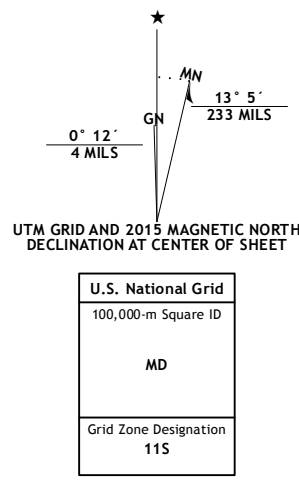 MN
GN
13° 5´
233 MILS
0° 12´
4 MILS
UTM GRID AND 2015 MAGNETIC NORTH
DECLINATION AT CENTER OF SHEET
U.S. National Grid
100,000-m Square ID
MD
Grid Zone Designation
11S